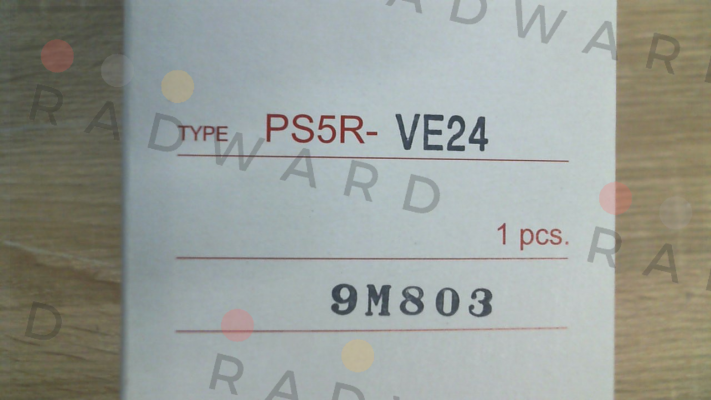 TYPE PS5R- VE24
1 pcs.
9M803
RADWARD